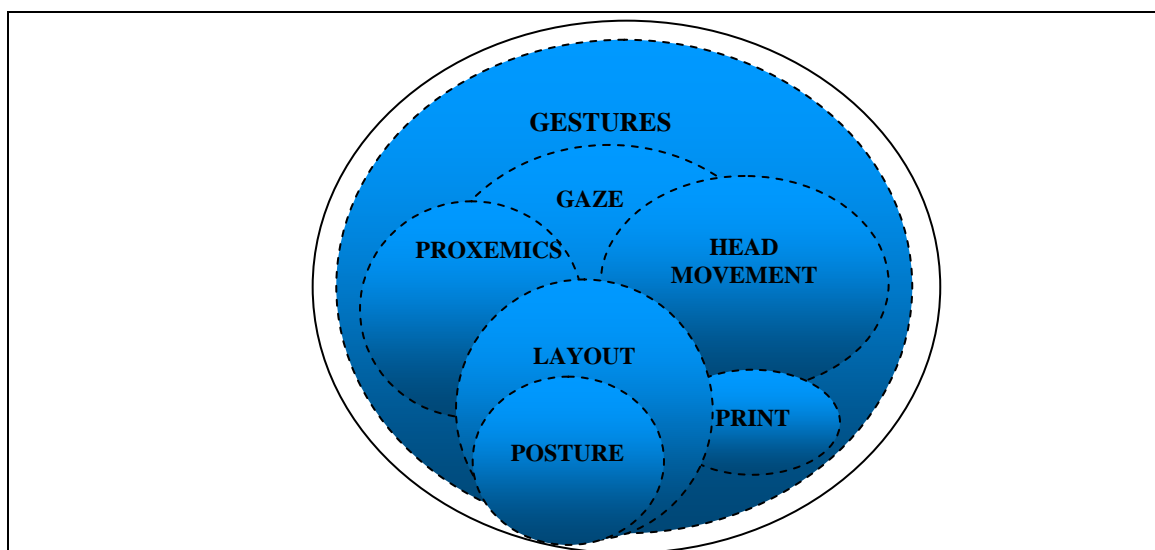 GESTURES
GAZE
PROXEMICS
HEAD
MOVEMENT
LAYOUT
PRINT
POSTURE